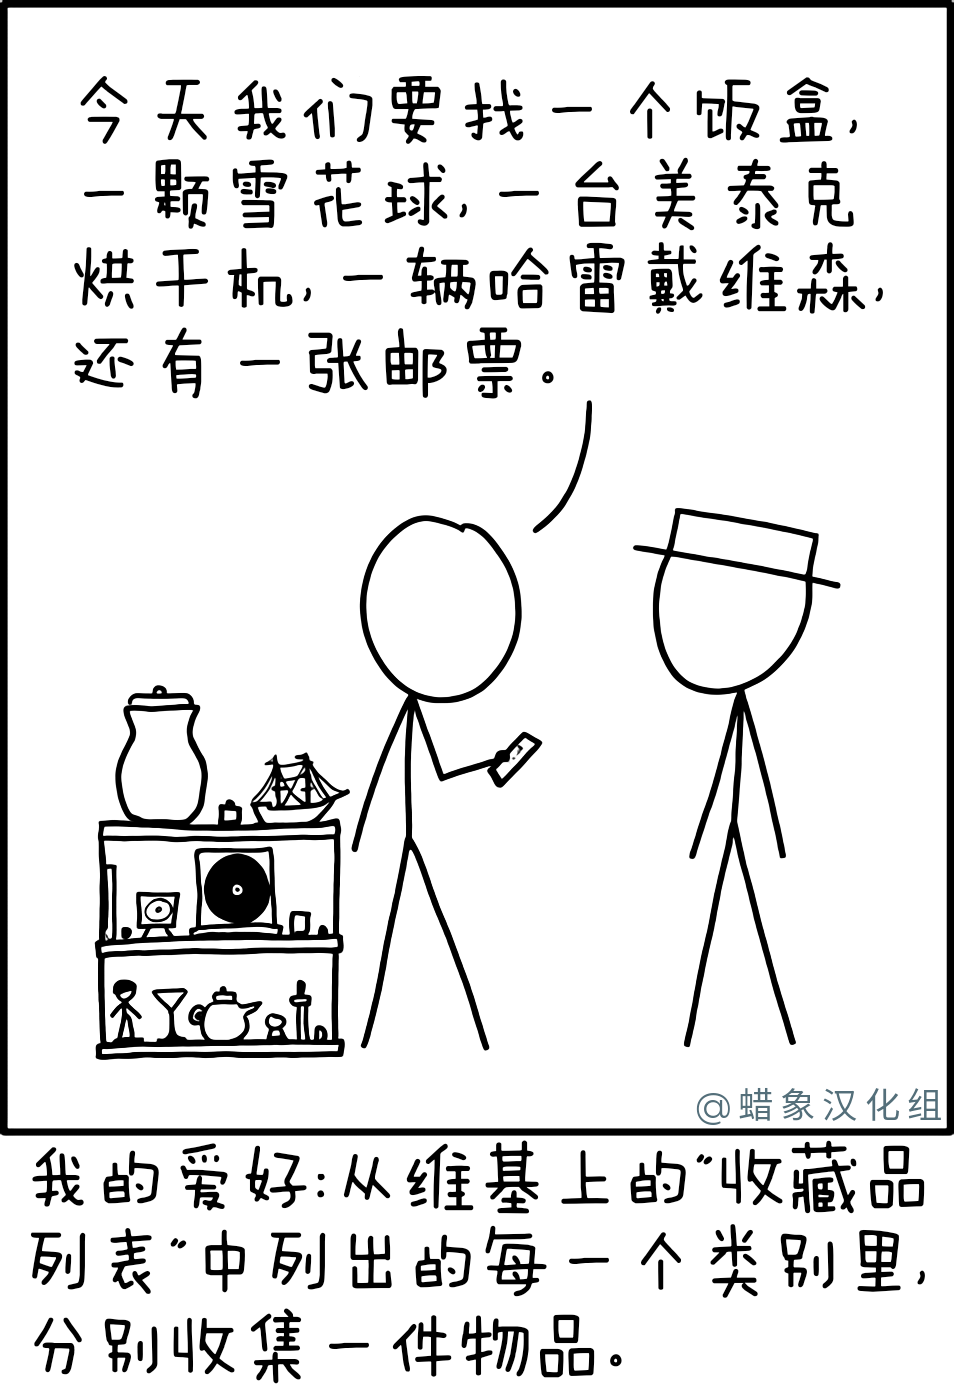 今天我们要找一个饭盒,
一颗雪花球,一台美泰克
烘干机,一辆哈雷戴维森,
还有一张邮票。
@蜡象汉化组
我的爱好:从维基上的"收藏品
列表"中列出的每一个类别里,
分别收集一件物品。